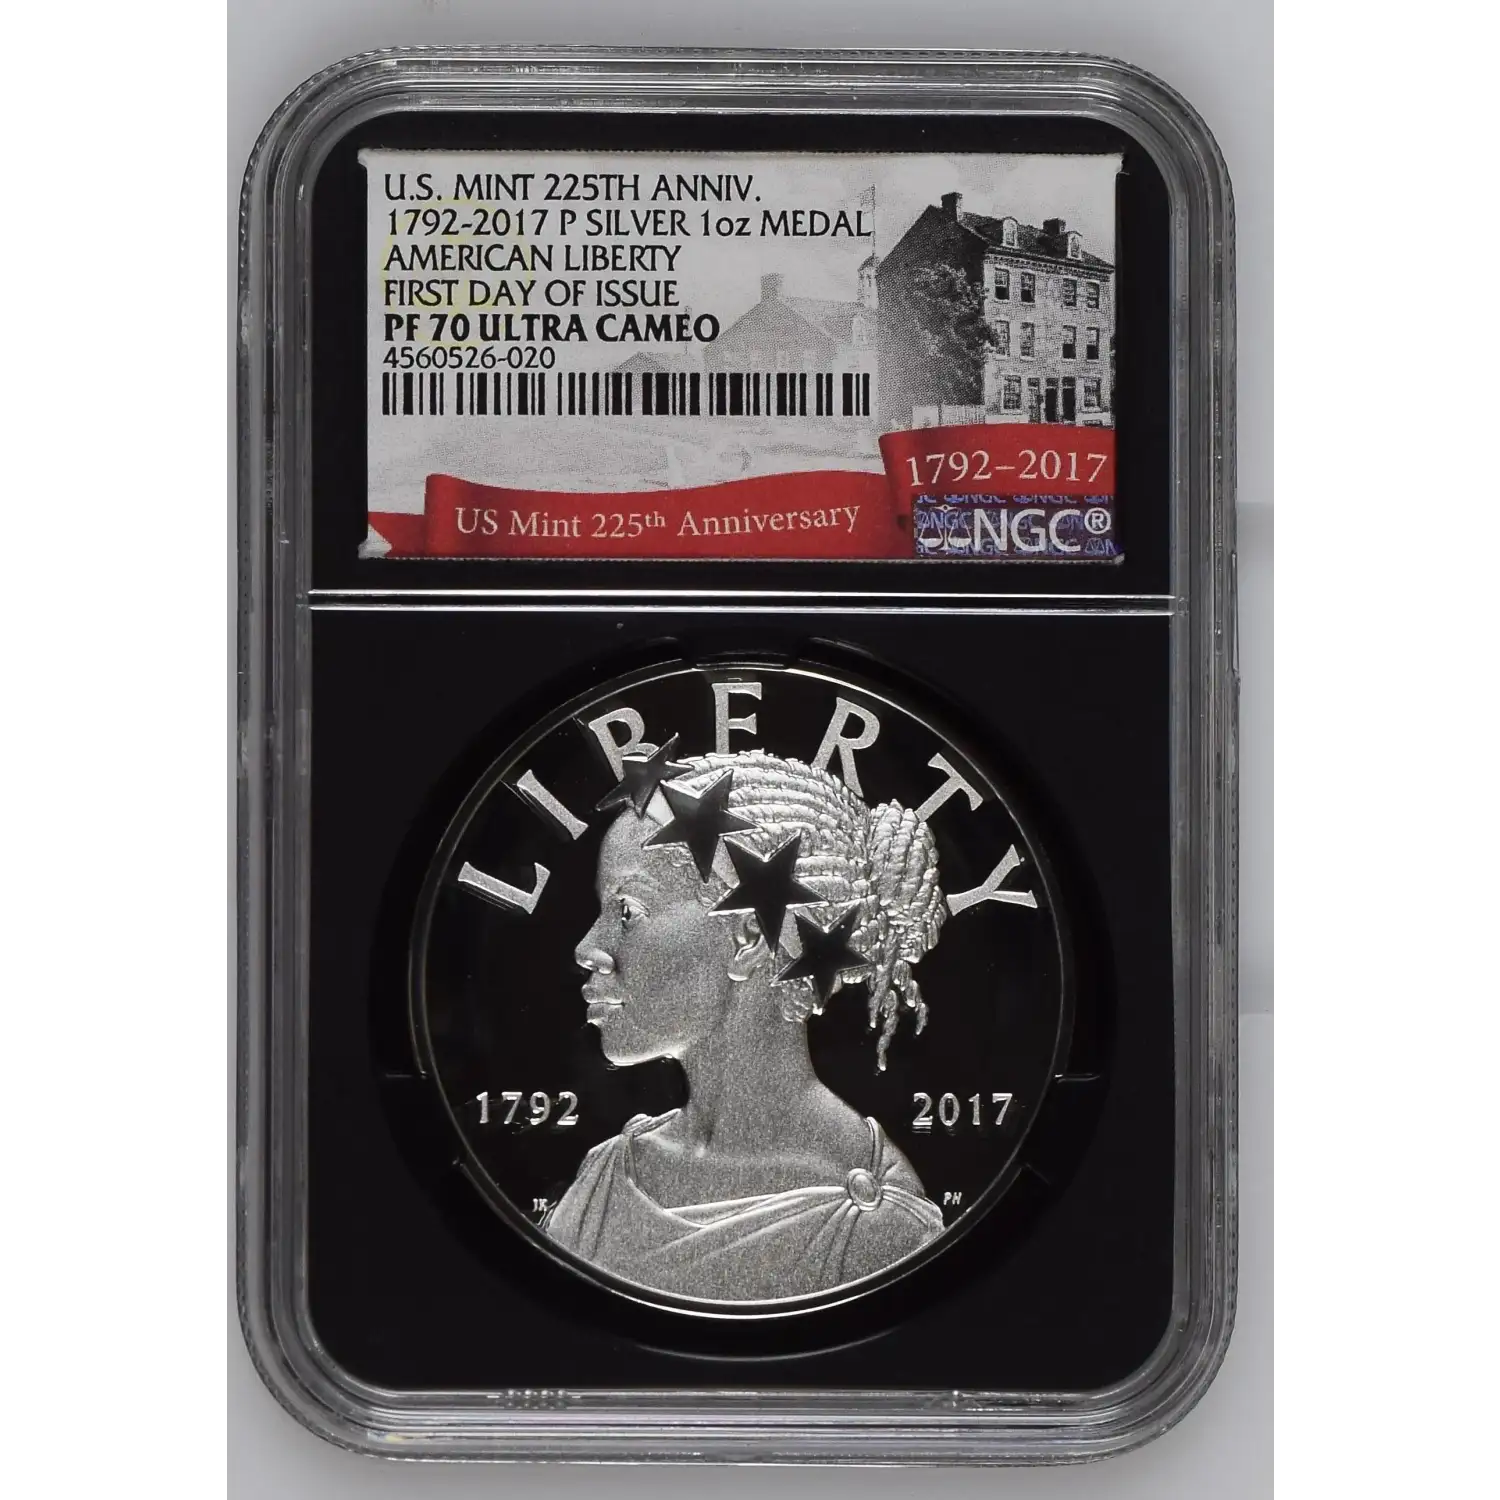 U.S. MINT 225TH ANNIV.
1792-2017 P SILVER 1oz MEDAL
AMERICAN LIBERTY
FIRST DAY OF ISSUE
PF 70 ULTRA CAMEO
4560526-020
1792–2017
US Mint 225th Anniversary
NGC®
LIBERTY
1792
2017
JK
PH